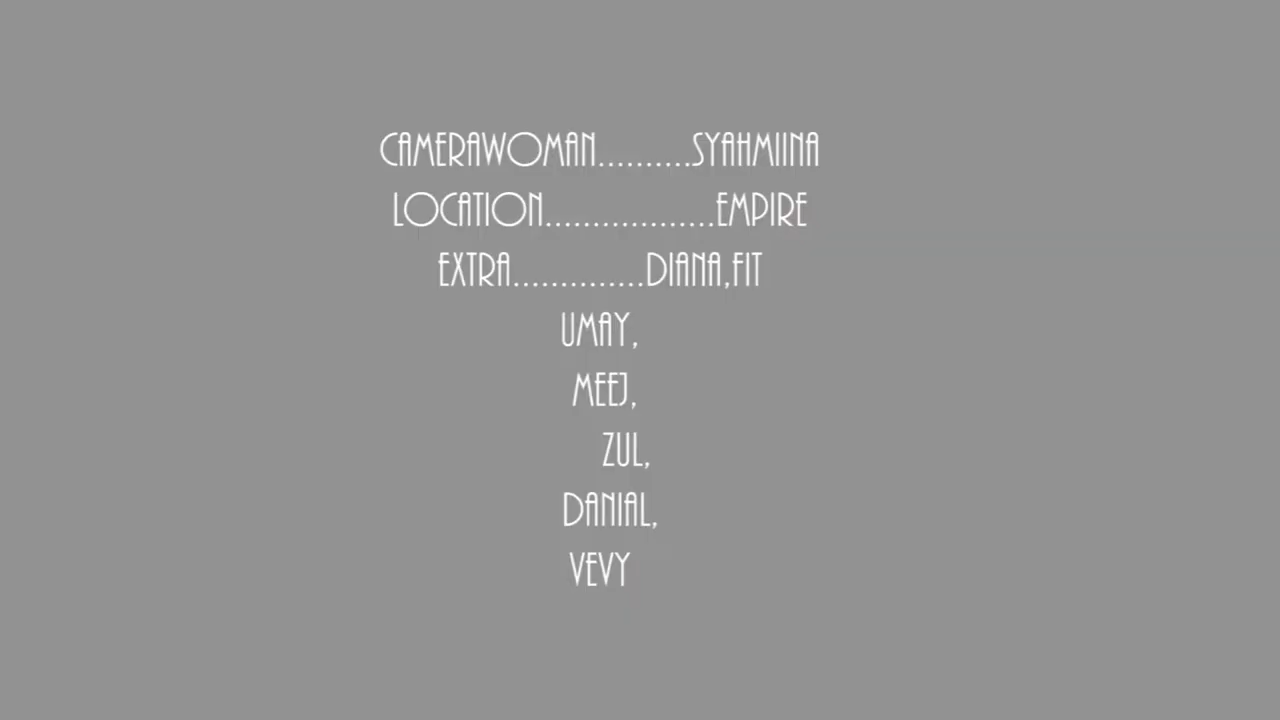 CAMERAWOMAN..........SYAHMIINA
LOCATION..................EMPIRE
EXTRA..............DIANA,FIT
UMAY,
MEEJ,
ZUL,
DANIAL,
VEVY